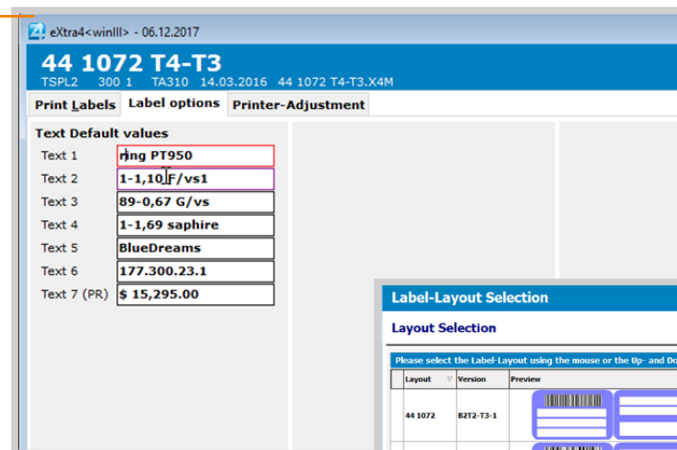 eXtra4<winIII> - 06.12.2017
44 1072 T4-T3
TSPL2 300 1 TA310 14.03.2016 44 1072 T4-T3.X4M
Print Labels Label options Printer-Adjustment
Text Default values
Text 1 ring PT950
Text 2 1-1,10 F/vs1
Text 3 89-0,67 G/vs
Text 4 1-1,69 saphire
Text 5 BlueDreams
Text 6 177.300.23.1
Text 7 (PR) $ 15,295.00
Label-Layout Selection
Layout Selection
Please select the Label-Layout using the mouse or the Up- and Do
Layout Version Preview
44 1072 B2T2-T3-1